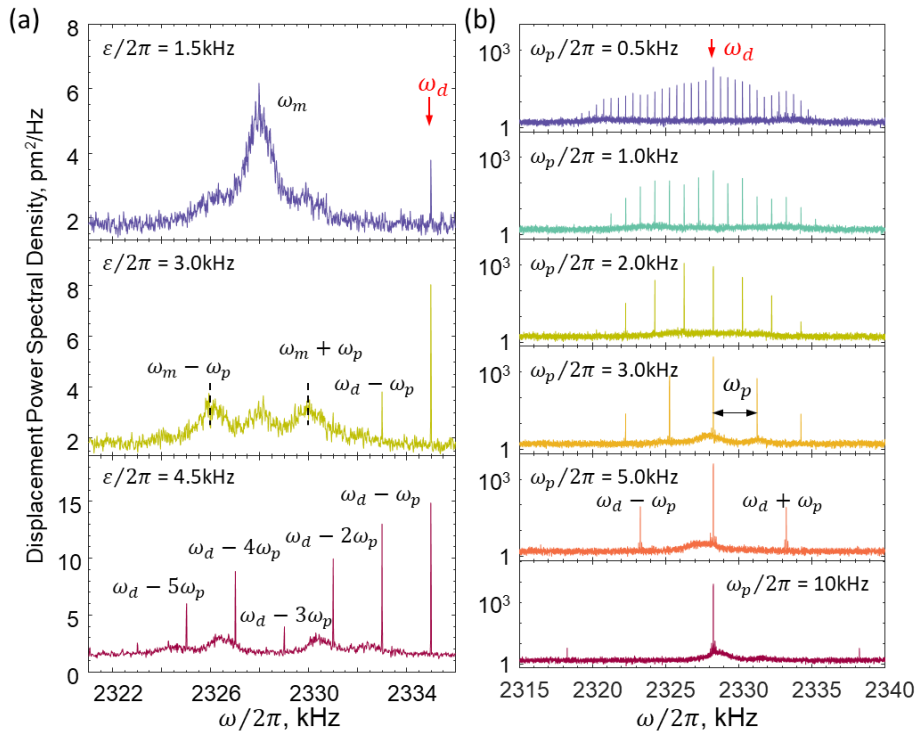 (a)
Displacement Power Spectral Density, pm²/Hz
8
6
4
2
ε/2π = 1.5kHz
ω_m
ω_d
8
6
4
2
ε/2π = 3.0kHz
ω_m − ω_p
ω_m + ω_p
ω_d − ω_p
15
10
5
0
ε/2π = 4.5kHz
ω_d − ω_p
ω_d − 2ω_p
ω_d − 4ω_p
ω_d − 5ω_p
ω_d − 3ω_p
2322 2326 2330 2334
ω/2π, kHz
(b)
10³
1
ω_p/2π = 0.5kHz
ω_d
10³
1
ω_p/2π = 1.0kHz
10³
1
ω_p/2π = 2.0kHz
10³
1
ω_p/2π = 3.0kHz
ω_p
10³
1
ω_p/2π = 5.0kHz
ω_d − ω_p
ω_d + ω_p
10³
1
ω_p/2π = 10kHz
2315 2320 2325 2330 2335 2340
ω/2π, kHz